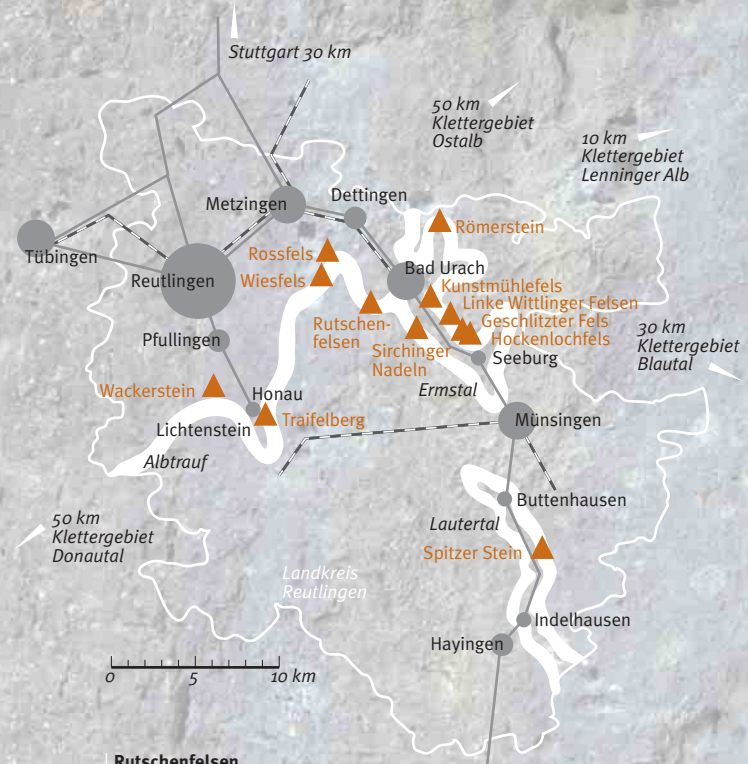 Stuttgart 30 km
50 km
Klettergebiet
Ostalb
10 km
Klettergebiet
Lenninger Alb
Metzingen
Dettingen
Römerstein
Tübingen
Rossfels
Bad Urach
Reutlingen
Wiesfels
Kunstmühlefels
Linke Wittlinger Felsen
Rutschen-
felsen
Geschlitzter Fels
Hockenlochfels
30 km
Klettergebiet
Blautal
Pfullingen
Sirchinger
Nadeln
Seeburg
Wackerstein
Honau
Ermstal
Traifelberg
Lichtenstein
Münsingen
Albtrauf
Buttenhausen
50 km
Klettergebiet
Donautal
Lautertal
Spitzer Stein
Landkreis
Reutlingen
Indelhausen
Hayingen
0 5 10 km
Rutschenfelsen